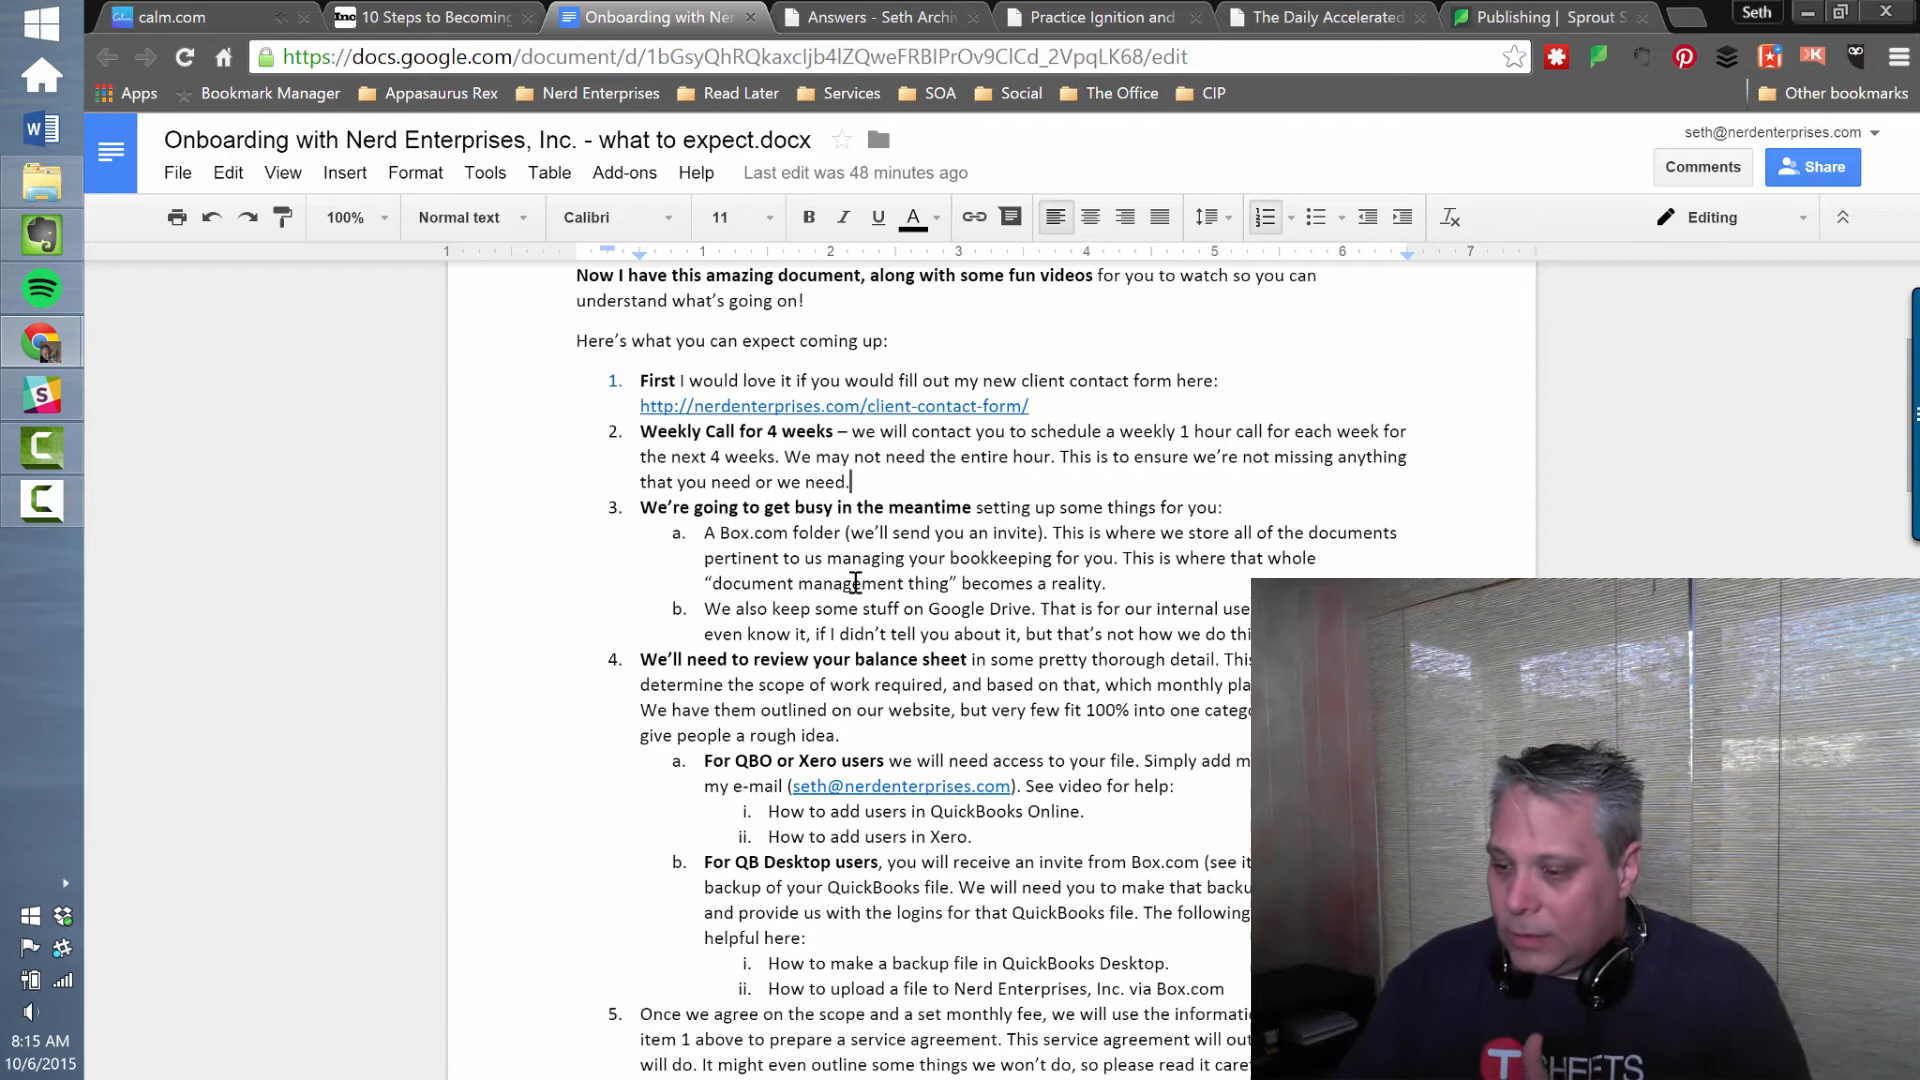 calm.com
10 Steps to Becoming
Onboarding with Ner
Answers - Seth Archi
Practice Ignition and
The Daily Accelerated
Publishing | Sprout S
Seth
https://docs.google.com/document/d/1bGsyQhRQkaxcIjb4lZQweFRBIPrOv9ClCd_2VpqLK68/edit
Apps
Bookmark Manager
Appasaurus Rex
Nerd Enterprises
Read Later
Services
SOA
Social
The Office
CIP
Other bookmarks
Onboarding with Nerd Enterprises, Inc. - what to expect.docx
seth@nerdenterprises.com
File Edit View Insert Format Tools Table Add-ons Help Last edit was 48 minutes ago
Comments
Share
100% Normal text Calibri 11 B I U A Editing
1 1 2 3 4 5 6 7
Now I have this amazing document, along with some fun videos for you to watch so you can
understand what's going on!
Here's what you can expect coming up:
1. First I would love it if you would fill out my new client contact form here:
http://nerdenterprises.com/client-contact-form/
2. Weekly Call for 4 weeks – we will contact you to schedule a weekly 1 hour call for each week for
the next 4 weeks. We may not need the entire hour. This is to ensure we're not missing anything
that you need or we need.
3. We're going to get busy in the meantime setting up some things for you:
a. A Box.com folder (we'll send you an invite). This is where we store all of the documents
pertinent to us managing your bookkeeping for you. This is where that whole
“document management thing” becomes a reality.
b. We also keep some stuff on Google Drive. That is for our internal use
even know it, if I didn't tell you about it, but that's not how we do thi
4. We'll need to review your balance sheet in some pretty thorough detail. This
determine the scope of work required, and based on that, which monthly pla
We have them outlined on our website, but very few fit 100% into one catego
give people a rough idea.
a. For QBO or Xero users we will need access to your file. Simply add m
my e-mail (seth@nerdenterprises.com). See video for help:
i. How to add users in QuickBooks Online.
ii. How to add users in Xero.
b. For QB Desktop users, you will receive an invite from Box.com (see it
backup of your QuickBooks file. We will need you to make that backu
and provide us with the logins for that QuickBooks file. The following
helpful here:
i. How to make a backup file in QuickBooks Desktop.
ii. How to upload a file to Nerd Enterprises, Inc. via Box.com
5. Once we agree on the scope and a set monthly fee, we will use the informati
item 1 above to prepare a service agreement. This service agreement will out
will do. It might even outline some things we won't do, so please read it caref
8:15 AM
10/6/2015
T SHEETS